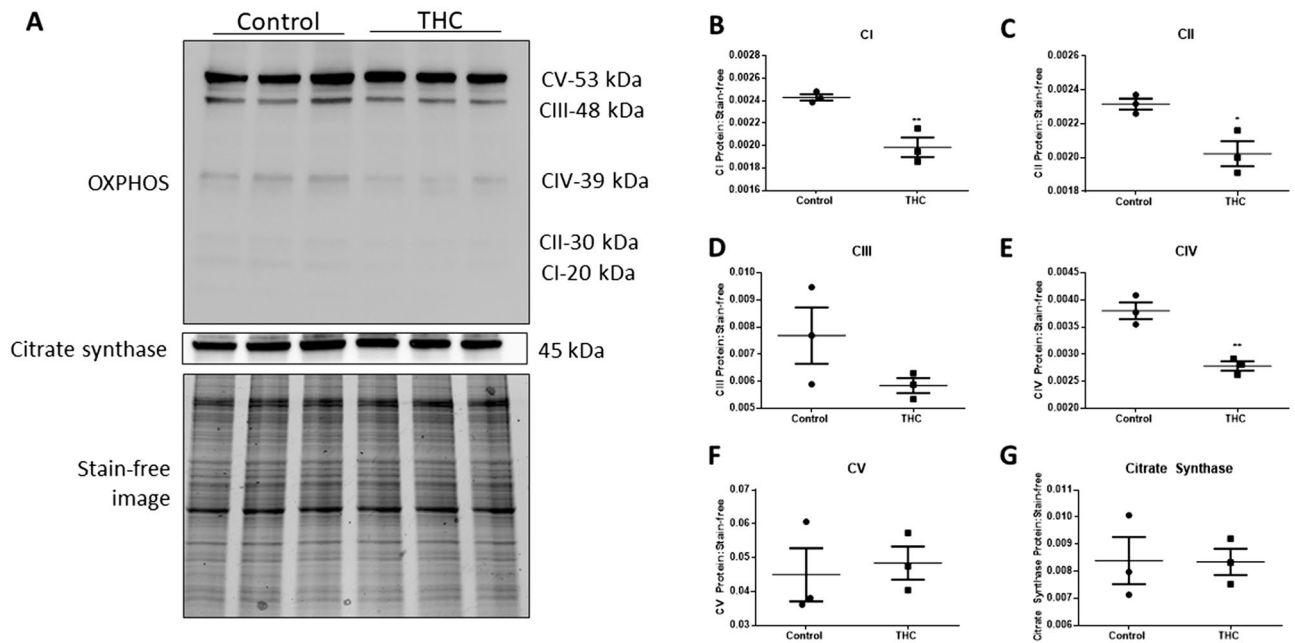 A
Control THC
CV-53 kDa
CIII-48 kDa
OXPHOS
CIV-39 kDa
CII-30 kDa
CI-20 kDa
Citrate synthase
45 kDa
Stain-free
image
B
CI
CI Protein:Stain-free
0.0028
0.0026
0.0024
0.0022
0.0020
0.0018
0.0016
**
Control THC
C
CII
CII Protein:Stain-free
0.0026
0.0024
0.0022
0.0020
0.0018
*
Control THC
D
CIII
CIII Protein:Stain-free
0.010
0.009
0.008
0.007
0.006
0.005
Control THC
E
CIV
CIV Protein:Stain-free
0.0045
0.0040
0.0035
0.0030
0.0025
0.0020
**
Control THC
F
CV
CV Protein:Stain-free
0.07
0.06
0.05
0.04
0.03
Control THC
G
Citrate Synthase
Citrate Synthase Protein:Stain-free
0.011
0.010
0.009
0.008
0.007
0.006
Control THC